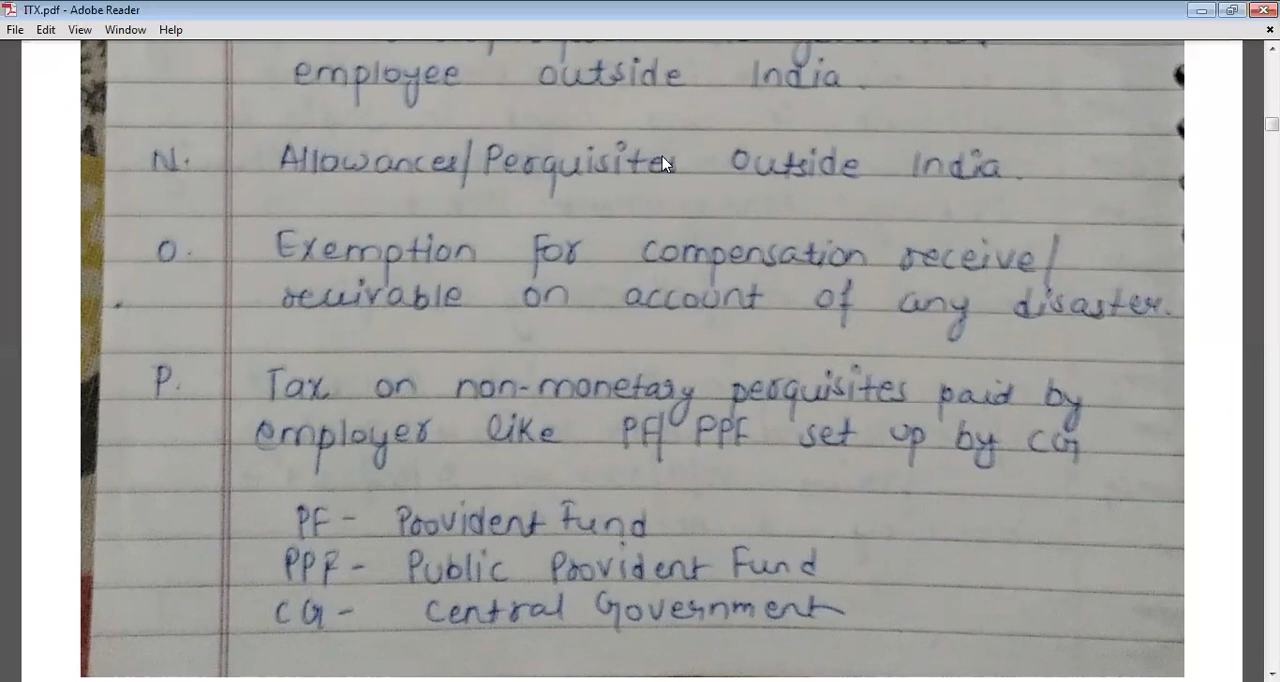 ITX.pdf - Adobe Reader
File Edit View Window Help
employee outside India.
N. Allowances/Perquisites Outside India.
O. Exemption for compensation receive/
receivable on account of any disaster.
P. Tax on non-monetary perquisites paid by
employer like PF/PPF set up by CG
PF - Provident Fund
PPF - Public Provident Fund
CG - Central Government